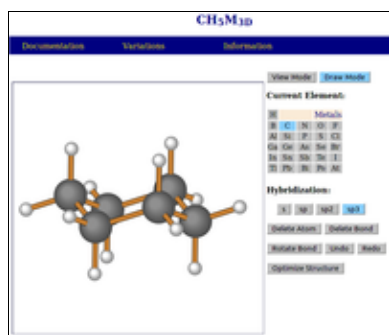 CH5M3D
Documentation Variations Information
View Mode Draw Mode
Current Element:
H Metals
B C N O F
Al Si P S Cl
Ga Ge As Se Br
In Sn Sb Te I
Tl Pb Bi Po At
Hybridization:
s sp sp2 sp3
Delete Atom Delete Bond
Rotate Bond Undo Redo
Optimize Structure